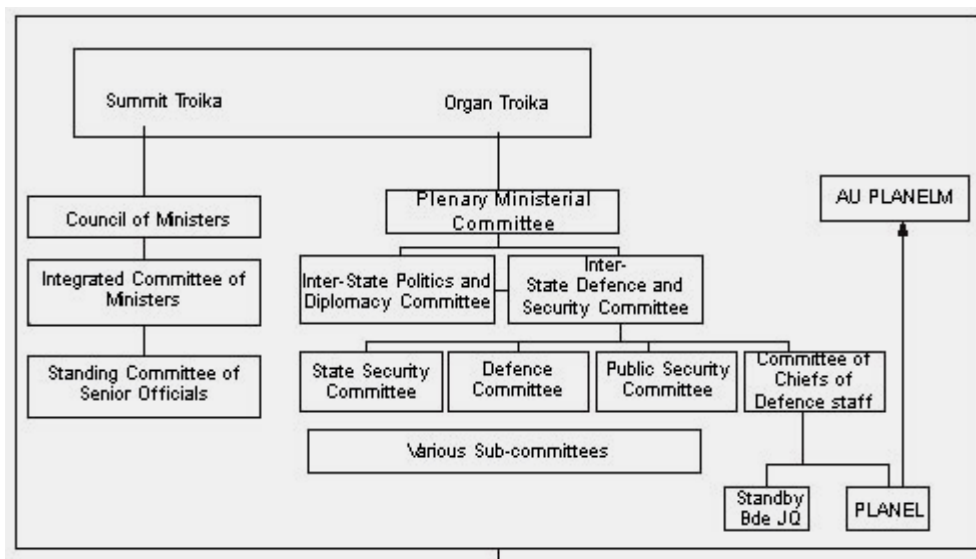 Summit Troika
Organ Troika
Council of Ministers
Integrated Committee of
Ministers
Standing Committee of
Senior Officials
Plenary Ministerial
Committee
Inter-State Politics and
Diplomacy Committee
Inter-
State Defence and
Security Committee
State Security
Committee
Defence
Committee
Public Security
Committee
Committee of
Chiefs of
Defence staff
Various Sub-committees
Standby
Bde JQ
PLANEL
AU PLANELM